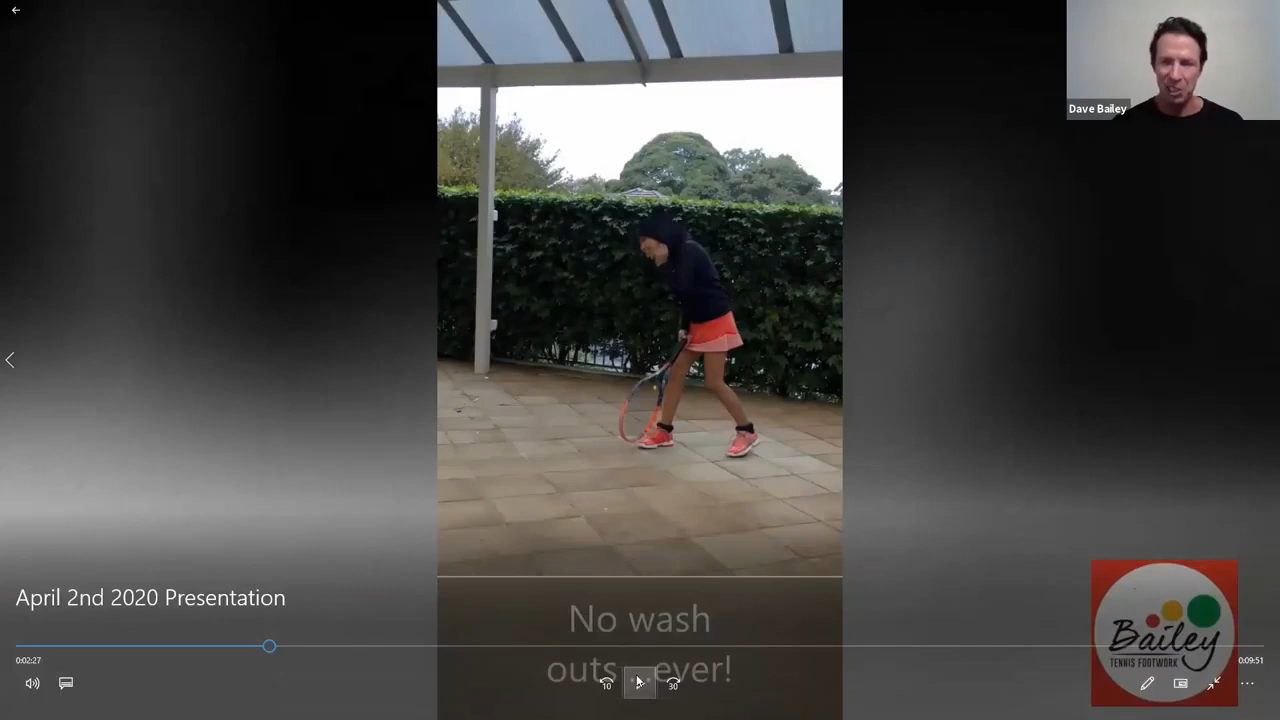 Dave Bailey
April 2nd 2020 Presentation
No wash
outs...ever!
Bailey
TENNIS FOOTWORK
0:02:27
0:09:51
10
30